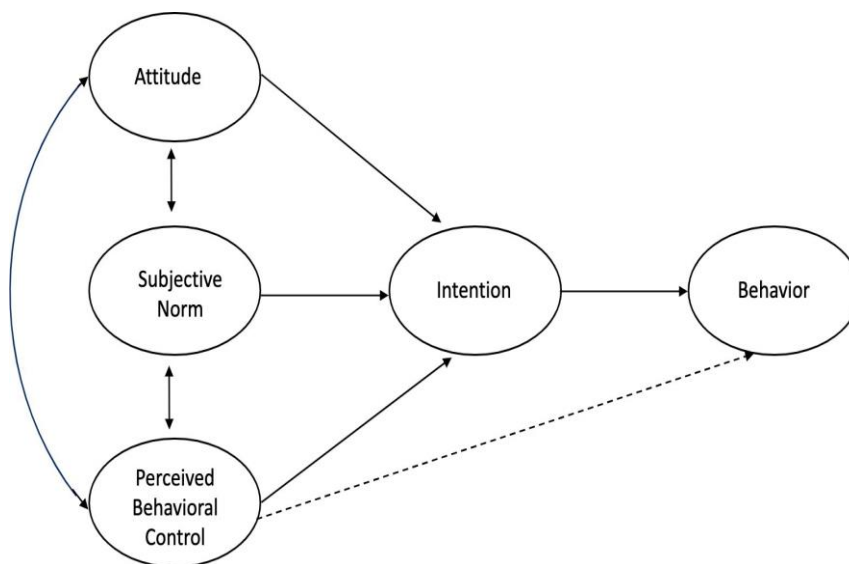 Attitude
Subjective
Norm
Intention
Behavior
Perceived
Behavioral
Control